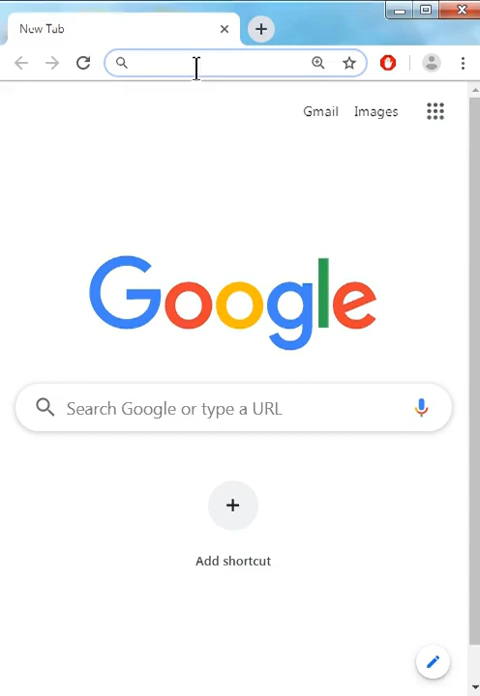 New Tab
Gmail Images
Google
Search Google or type a URL
Add shortcut